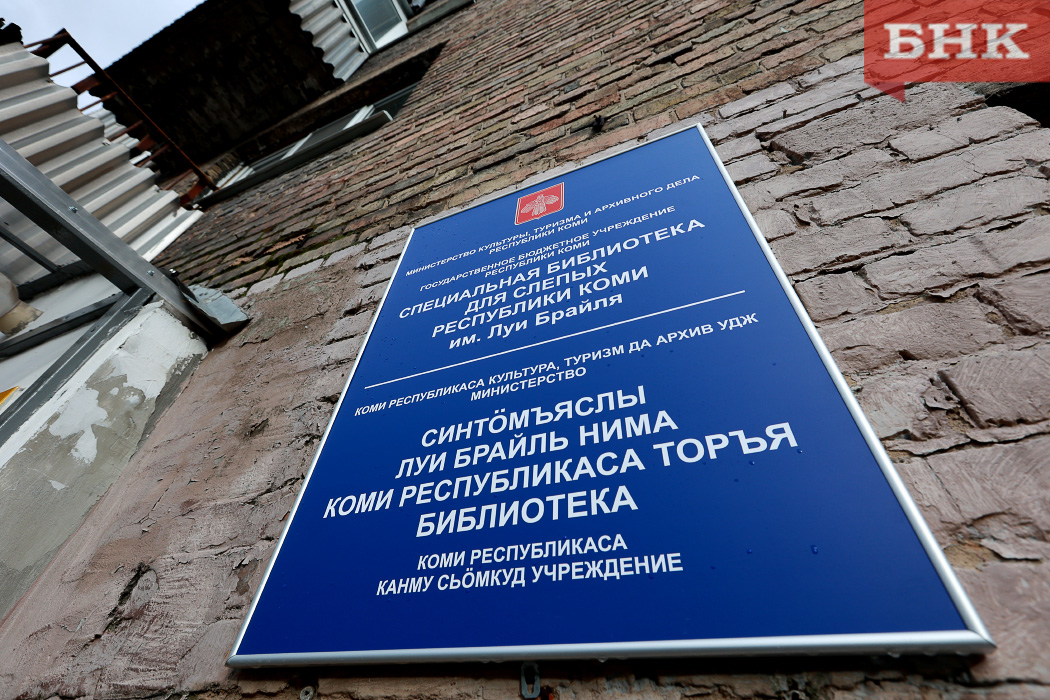 БНК
МИНИСТЕРСТВО КУЛЬТУРЫ, ТУРИЗМА И АРХИВНОГО ДЕЛА
РЕСПУБЛИКИ КОМИ
ГОСУДАРСТВЕННОЕ БЮДЖЕТНОЕ УЧРЕЖДЕНИЕ
РЕСПУБЛИКИ КОМИ
СПЕЦИАЛЬНАЯ БИБЛИОТЕКА
ДЛЯ СЛЕПЫХ
РЕСПУБЛИКИ КОМИ
им. Луи Брайля
КОМИ РЕСПУБЛИКАСА КУЛЬТУРА, ТУРИЗМ ДА АРХИВ УДЖ
МИНИСТЕРСТВО
СИНТӦМЪЯСЛЫ
ЛУИ БРАЙЛЬ НИМА
КОМИ РЕСПУБЛИКАСА ТОРЪЯ
БИБЛИОТЕКА
КОМИ РЕСПУБЛИКАСА
КАНМУ СЬӦМКУД УЧРЕЖДЕНИЕ